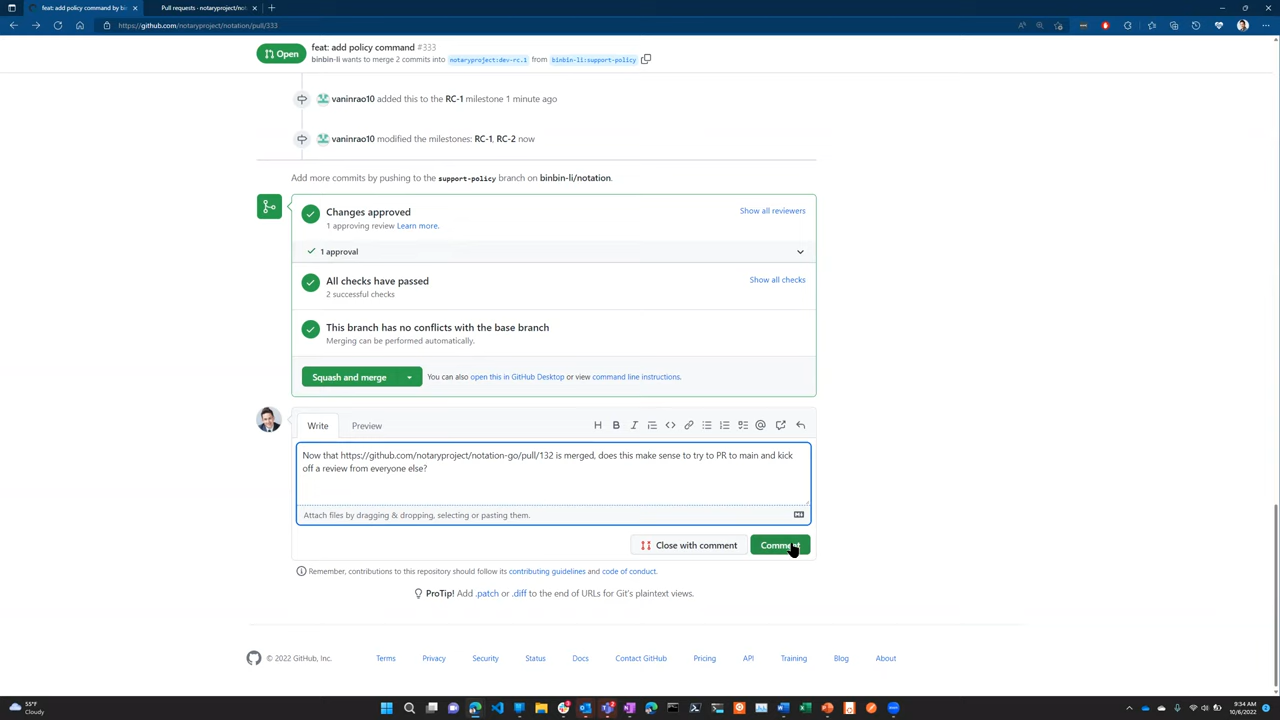 feat: add policy command by bin
Pull requests · notaryproject/not
https://github.com/notaryproject/notation/pull/333
Open
feat: add policy command #333
binbin-li wants to merge 2 commits into notaryproject:dev-rc.1 from binbin-li:support-policy
vaninrao10 added this to the RC-1 milestone 1 minute ago
vaninrao10 modified the milestones: RC-1, RC-2 now
Add more commits by pushing to the support-policy branch on binbin-li/notation.
Changes approved
Show all reviewers
1 approving review Learn more.
1 approval
All checks have passed
Show all checks
2 successful checks
This branch has no conflicts with the base branch
Merging can be performed automatically.
Squash and merge
You can also open this in GitHub Desktop or view command line instructions.
Write
Preview
Now that https://github.com/notaryproject/notation-go/pull/132 is merged, does this make sense to try to PR to main and kick
off a review from everyone else?
Attach files by dragging & dropping, selecting or pasting them.
Close with comment
Comment
Remember, contributions to this repository should follow its contributing guidelines and code of conduct.
ProTip! Add .patch or .diff to the end of URLs for Git's plaintext views.
© 2022 GitHub, Inc.
Terms
Privacy
Security
Status
Docs
Contact GitHub
Pricing
API
Training
Blog
About
55°F
Cloudy
9:34 AM
10/6/2022